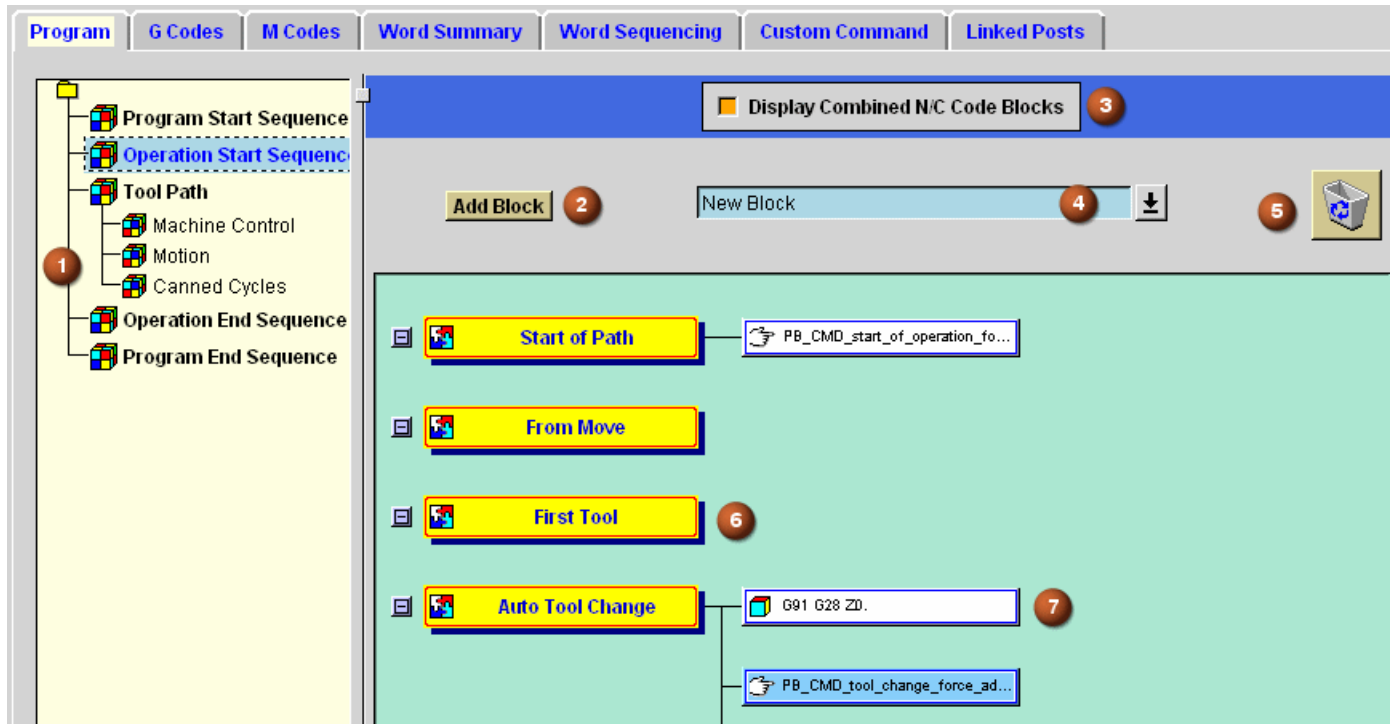 Program G Codes M Codes Word Summary Word Sequencing Custom Command Linked Posts
Program Start Sequence
Operation Start Sequenc
Tool Path
Machine Control
Motion
Canned Cycles
Operation End Sequence
Program End Sequence
1
Display Combined N/C Code Blocks 3
Add Block 2 New Block 4 5
Start of Path PB_CMD_start_of_operation_fo...
From Move
First Tool 6
Auto Tool Change G91 G28 Z0. 7
PB_CMD_tool_change_force_ad...